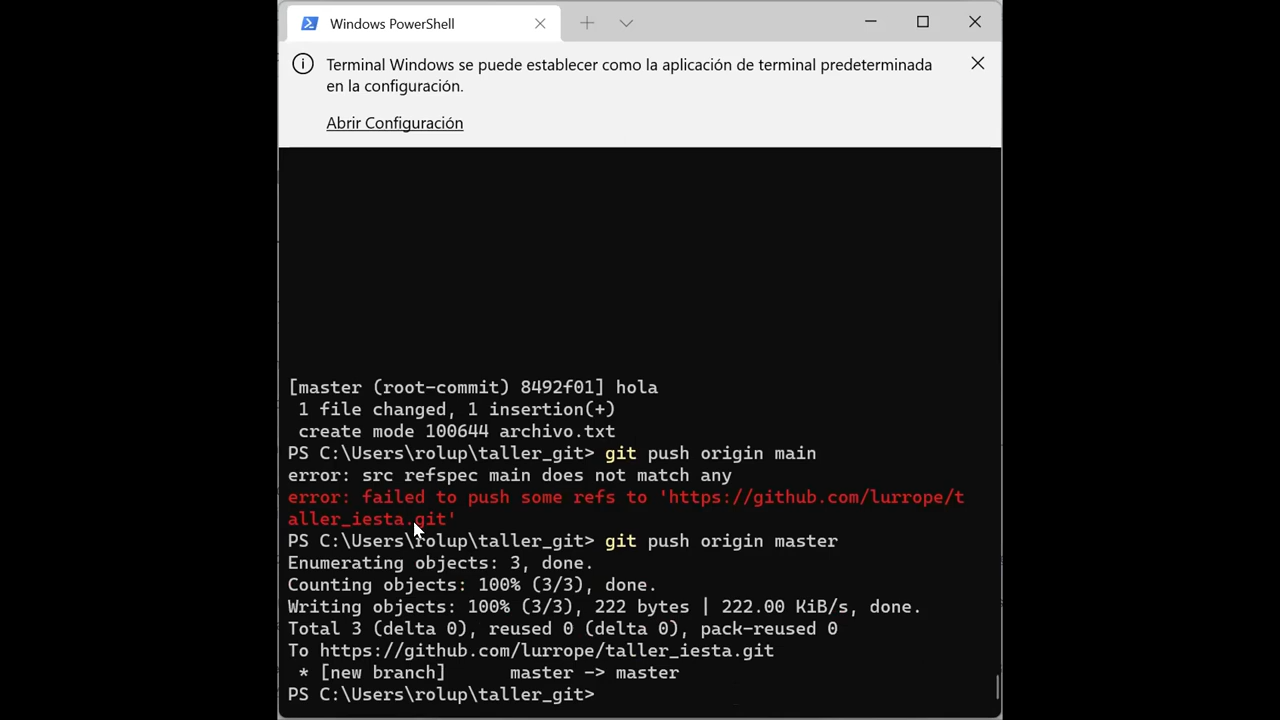 Windows PowerShell
Terminal Windows se puede establecer como la aplicación de terminal predeterminada
en la configuración.
Abrir Configuración
[master (root-commit) 8492f01] hola
 1 file changed, 1 insertion(+)
 create mode 100644 archivo.txt
PS C:\Users\rolup\taller_git> git push origin main
error: src refspec main does not match any
error: failed to push some refs to 'https://github.com/lurrope/t
aller_iesta.git'
PS C:\Users\rolup\taller_git> git push origin master
Enumerating objects: 3, done.
Counting objects: 100% (3/3), done.
Writing objects: 100% (3/3), 222 bytes | 222.00 KiB/s, done.
Total 3 (delta 0), reused 0 (delta 0), pack-reused 0
To https://github.com/lurrope/taller_iesta.git
 * [new branch]      master -> master
PS C:\Users\rolup\taller_git>